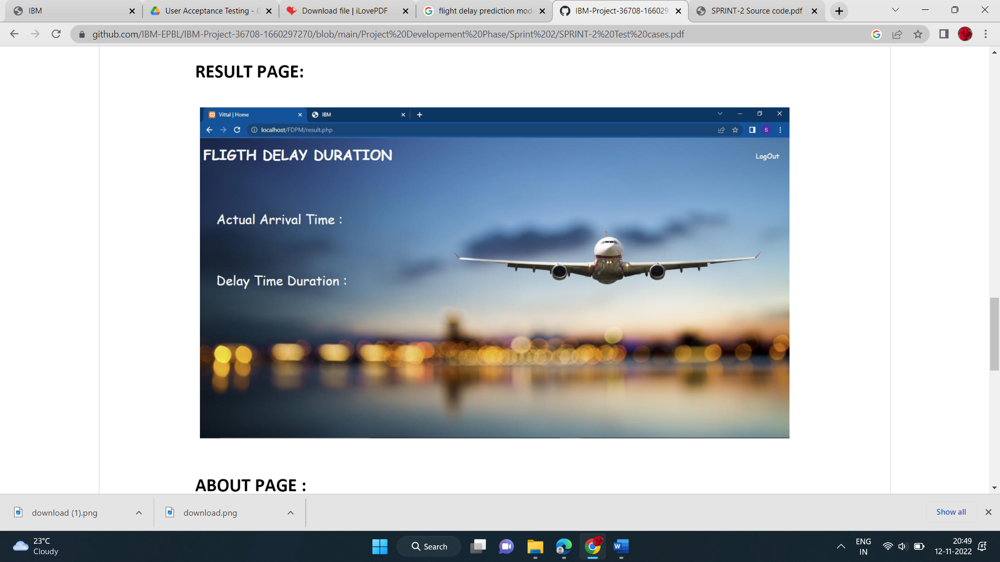 IBM
User Acceptance Testing - G
Download file | iLovePDF
flight delay prediction mode
IBM-Project-36708-166029
SPRINT-2 Source code.pdf
github.com/IBM-EPBL/IBM-Project-36708-1660297270/blob/main/Project%20Developement%20Phase/Sprint%202/SPRINT-2%20Test%20cases.pdf
RESULT PAGE:
Vittal | Home
IBM
localhost/FDPM/result.php
S
FLIGTH DELAY DURATION
LogOut
Actual Arrival Time :
Delay Time Duration :
ABOUT PAGE :
download (1).png
download.png
Show all
23°C
Cloudy
Search
ENG
IN
20:49
12-11-2022